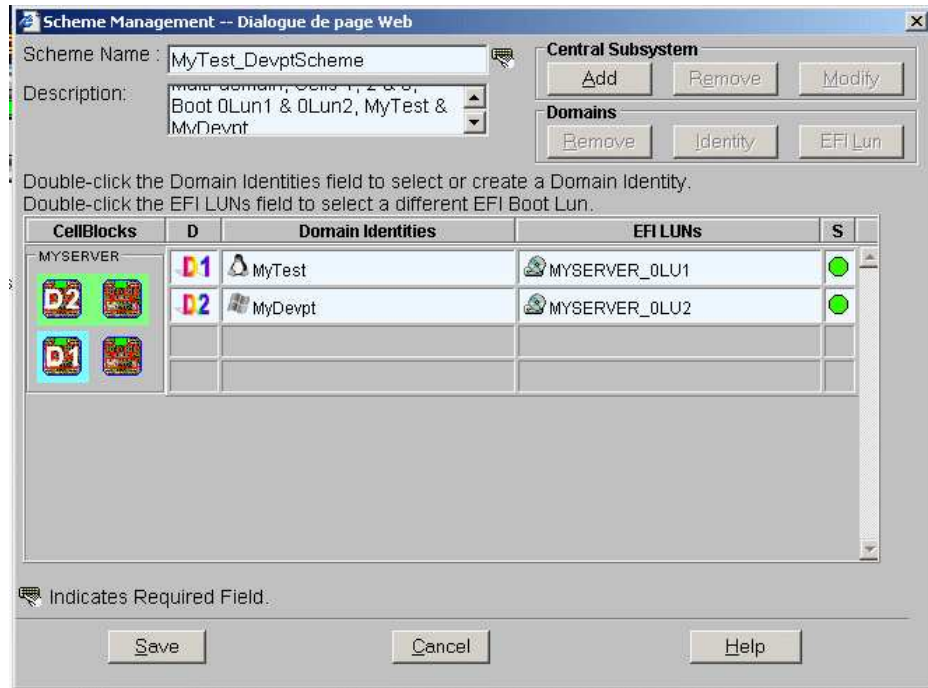 Scheme Management -- Dialogue de page Web
Scheme Name : MyTest_DevptScheme
Description:
Boot 0Lun1 & 0Lun2, MyTest &
MyDevpt
Central Subsystem
Add Remove Modify
Domains
Remove Identity EFI Lun
Double-click the Domain Identities field to select or create a Domain Identity.
Double-click the EFI LUNs field to select a different EFI Boot Lun.
CellBlocks D Domain Identities EFI LUNs S
MYSERVER
D1 MyTest MYSERVER_0LU1
D2
D2 MyDevpt MYSERVER_0LU2
D1
Indicates Required Field.
Save Cancel Help